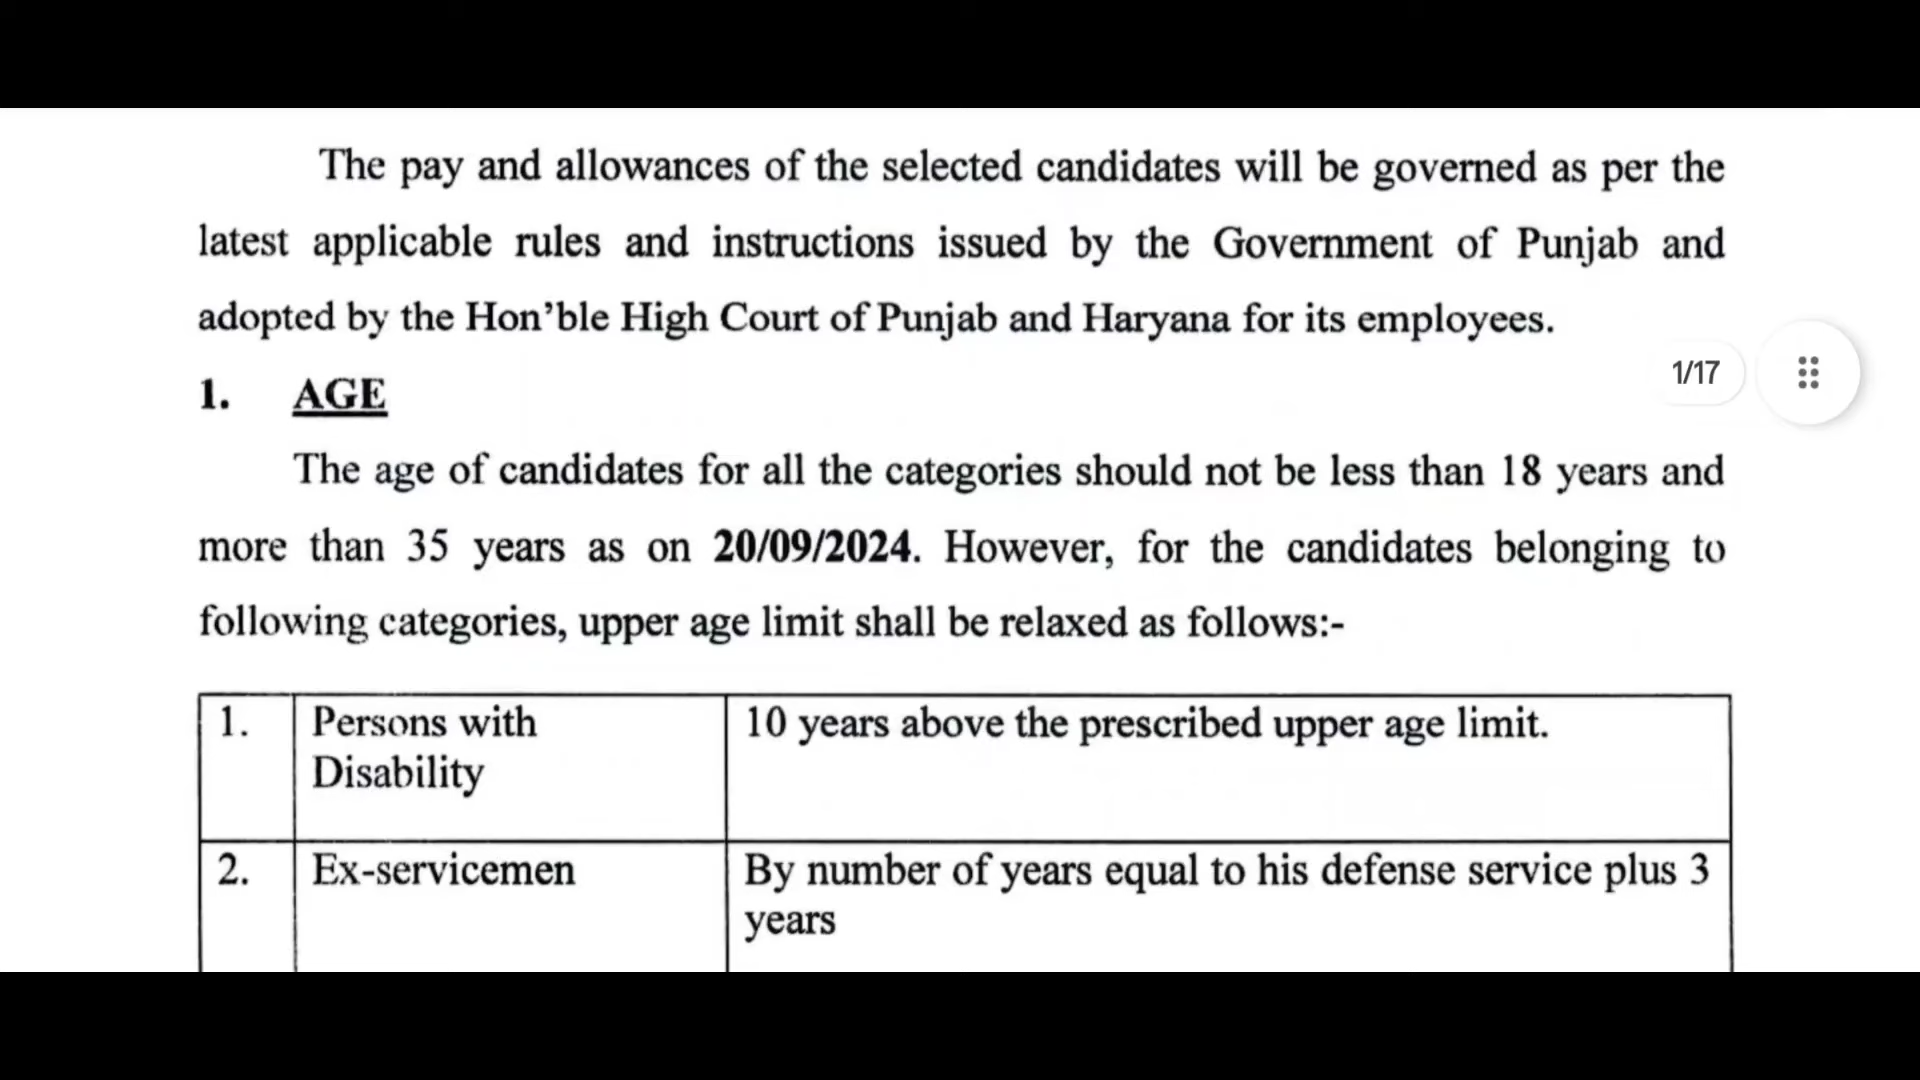 The pay and allowances of the selected candidates will be governed as per the
latest applicable rules and instructions issued by the Government of Punjab and
adopted by the Hon’ble High Court of Punjab and Haryana for its employees.
1/17
1. AGE
The age of candidates for all the categories should not be less than 18 years and
more than 35 years as on 20/09/2024. However, for the candidates belonging to
following categories, upper age limit shall be relaxed as follows:-
1. Persons with 10 years above the prescribed upper age limit.
Disability
2. Ex-servicemen By number of years equal to his defense service plus 3
years